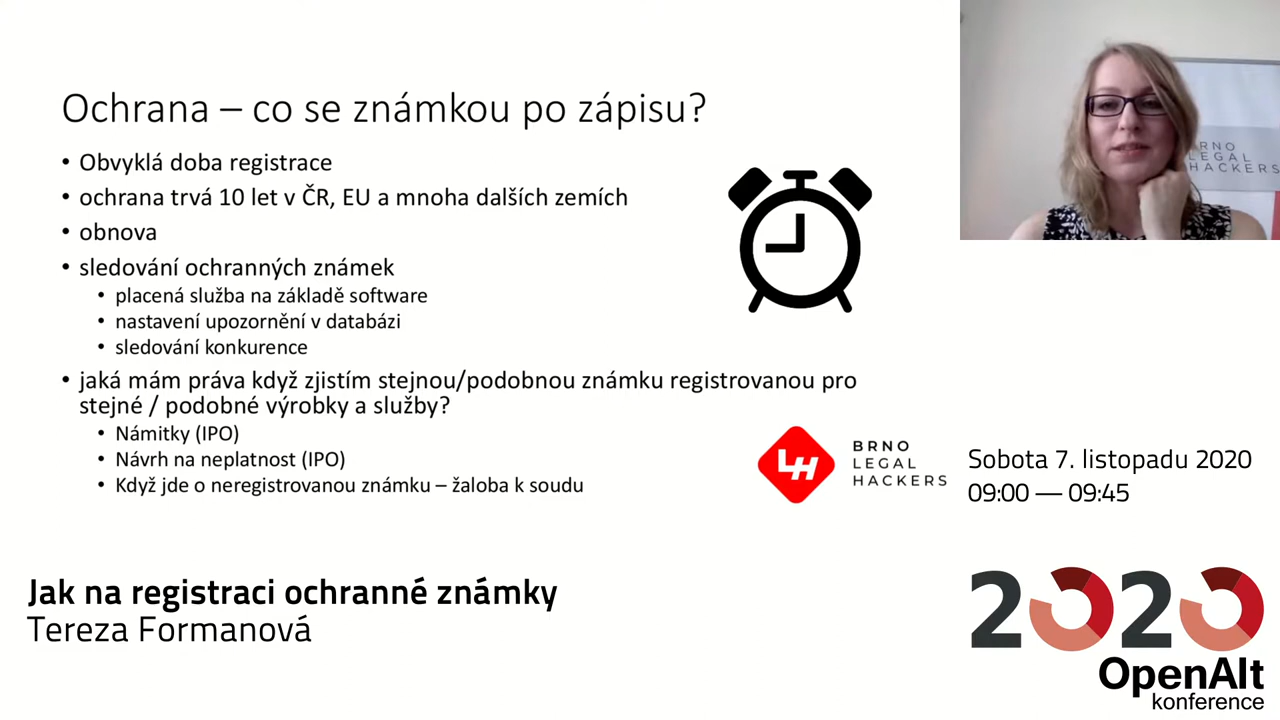 Ochrana – co se známkou po zápisu?
• Obvyklá doba registrace
• ochrana trvá 10 let v ČR, EU a mnoha dalších zemích
• obnova
• sledování ochranných známek
• placená služba na základě software
• nastavení upozornění v databázi
• sledování konkurence
• jaká mám práva když zjistím stejnou/podobnou známku registrovanou pro
stejné / podobné výrobky a služby?
• Námitky (IPO)
• Návrh na neplatnost (IPO)
• Když jde o neregistrovanou známku – žaloba k soudu
BRNO
LEGAL
HACKERS
LH
BRNO
LEGAL
HACKERS
Sobota 7. listopadu 2020
09:00 — 09:45
Jak na registraci ochranné známky
Tereza Formanová
2020
OpenAlt
konference